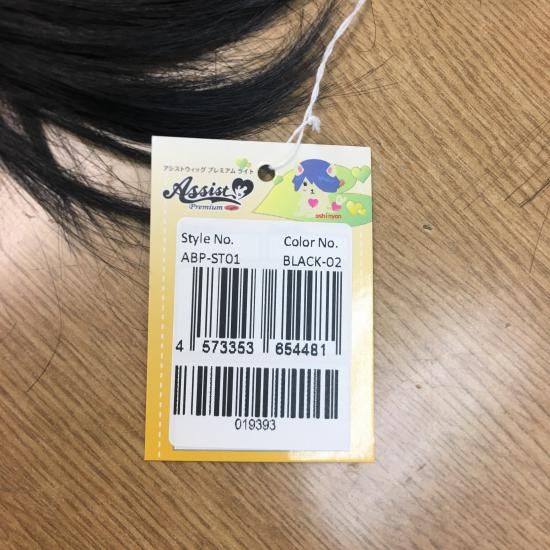 アシストウィッグ プレミアム ライト
Assist
Premium
ashinyan
Style No. Color No.
ABP-ST01 BLACK-02
4 573353 654481
019393